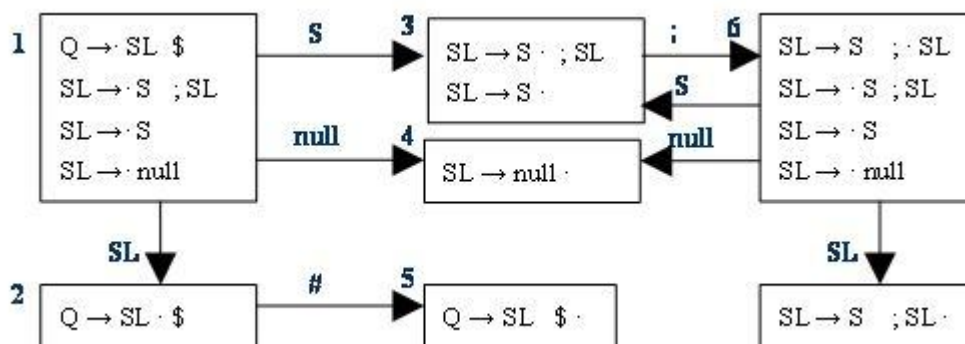 1
Q → · SL $
SL → · S ; SL
SL → · S
SL → · null
S
null
3
SL → S · ; SL
SL → S ·
4
SL → null ·
;
S
null
6
SL → S ; · SL
SL → · S ; SL
SL → · S
SL → · null
SL
SL
2
Q → SL · $
#
5
Q → SL $ ·
SL → S ; SL ·